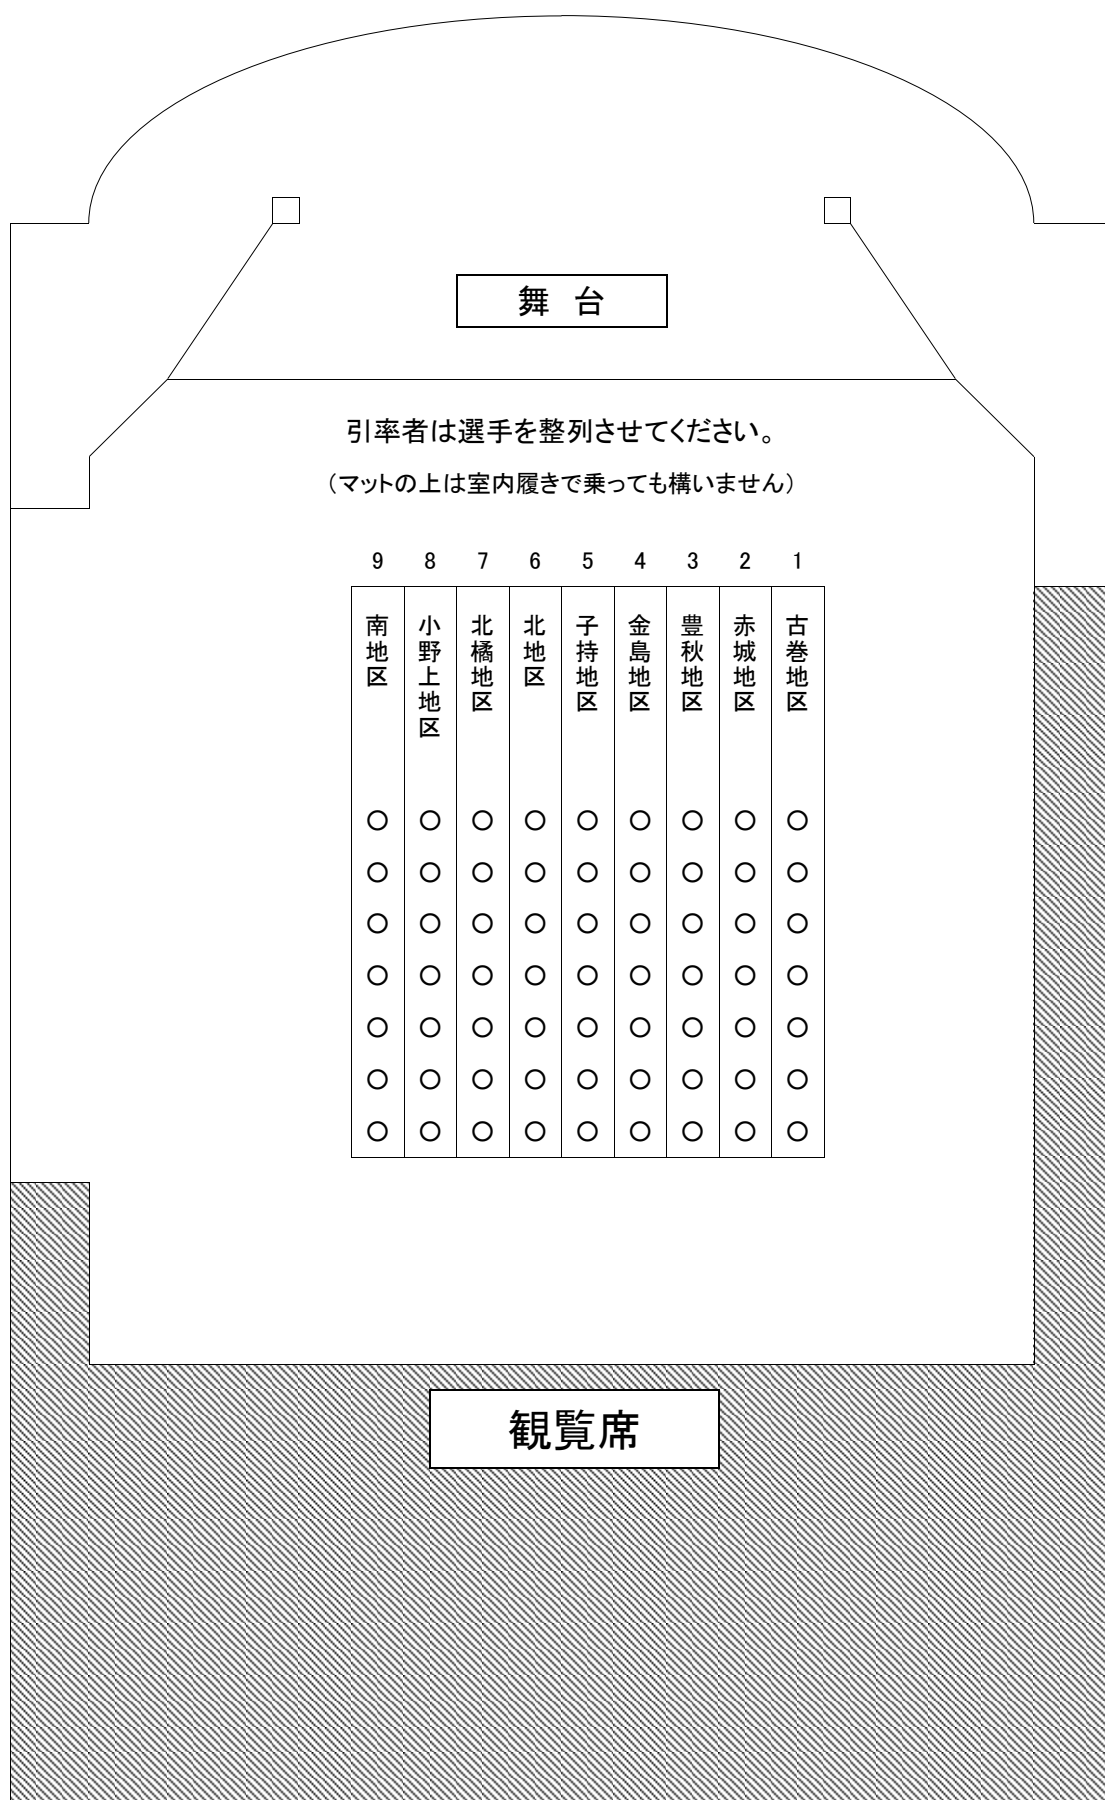 舞 台
引率者は選手を整列させてください。
（マットの上は室内履きで乗っても構いません）
9 8 7 6 5 4 3 2 1
古巻地区
赤城地区
豊秋地区
金島地区
子持地区
北地区
北橘地区
小野上地区
南地区
○ ○ ○ ○ ○ ○ ○ ○ ○
○ ○ ○ ○ ○ ○ ○ ○ ○
○ ○ ○ ○ ○ ○ ○ ○ ○
○ ○ ○ ○ ○ ○ ○ ○ ○
○ ○ ○ ○ ○ ○ ○ ○ ○
○ ○ ○ ○ ○ ○ ○ ○ ○
○ ○ ○ ○ ○ ○ ○ ○ ○
観覧席